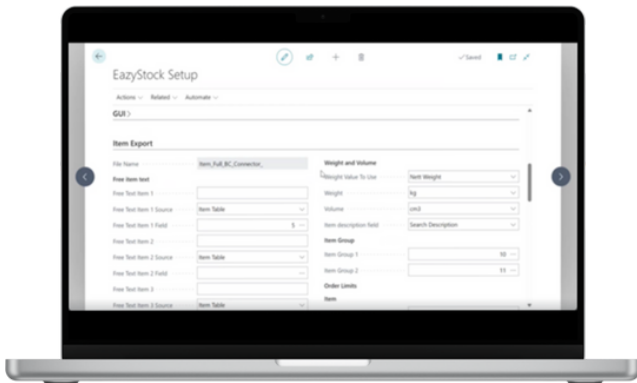 Saved
EazyStock Setup
Actions Related Automate
GUI
Item Export
File Name Item_Full_BC_Connector_
Free item text
Free Text Item 1
Free Text Item 1 Source Item Table
Free Text Item 1 Field 5
Free Text Item 2
Free Text Item 2 Source Item Table
Free Text Item 2 Field
Free Text Item 3
Free Text Item 3 Source Item Table
Weight and Volume
Weight Value To Use Nett Weight
Weight kg
Volume cm3
Item description field Search Description
Item Group
Item Group 1 10
Item Group 2 11
Order Limits
Item